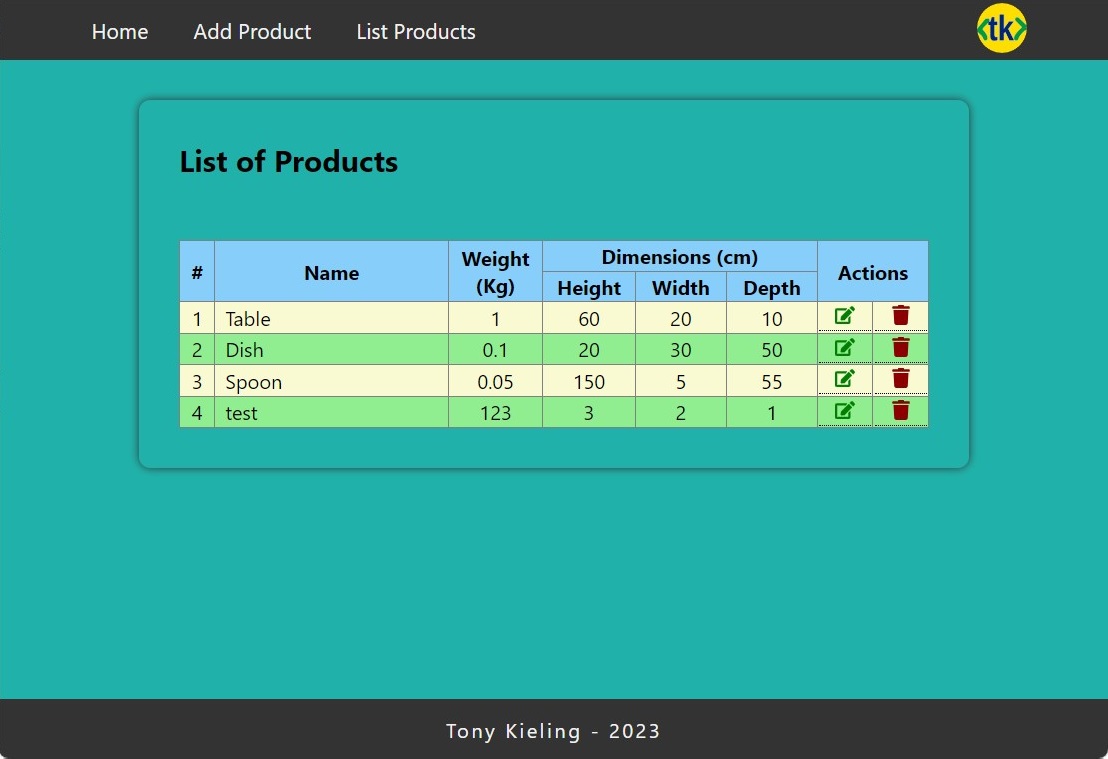 Home Add Product List Products <tk>
List of Products
# Name Weight (Kg) Dimensions (cm) Actions
Height Width Depth
1 Table 1 60 20 10
2 Dish 0.1 20 30 50
3 Spoon 0.05 150 5 55
4 test 123 3 2 1
Tony Kieling - 2023